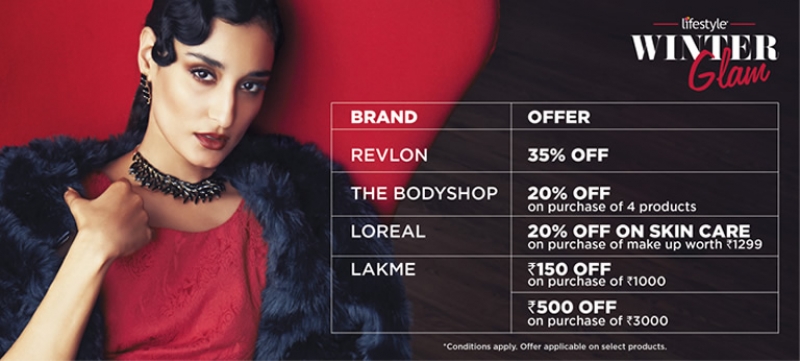 lifestyle
WINTER
Glam
BRAND OFFER
REVLON 35% OFF
THE BODYSHOP 20% OFF
on purchase of 4 products
LOREAL 20% OFF ON SKIN CARE
on purchase of make up worth ₹1299
LAKME ₹150 OFF
on purchase of ₹1000
₹500 OFF
on purchase of ₹3000
*Conditions apply. Offer applicable on select products.